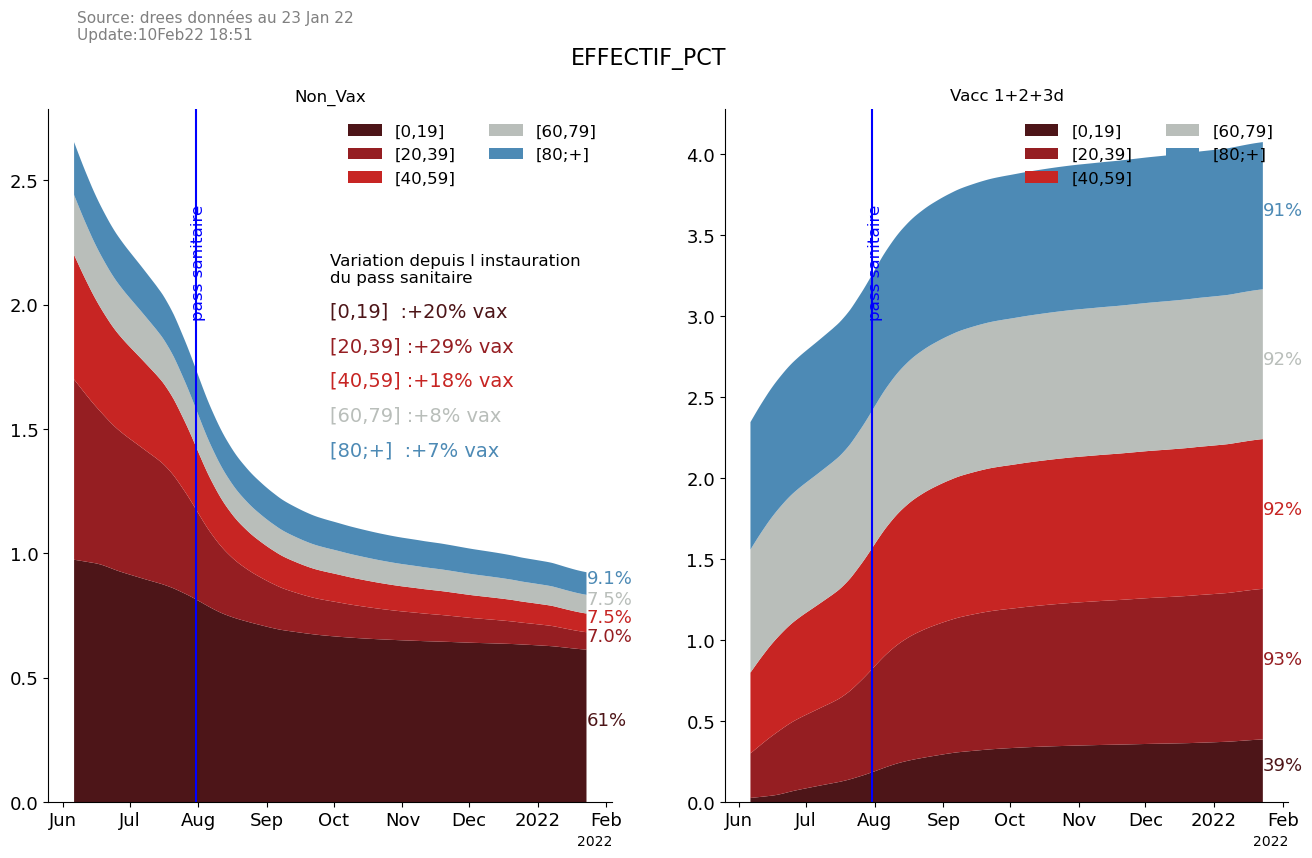 Source: drees données au 23 Jan 22
Update:10Feb22 18:51
EFFECTIF_PCT
Non_Vax
[0,19]
[20,39]
[40,59]
[60,79]
[80;+]
pass sanitaire
Variation depuis l instauration
du pass sanitaire
[0,19]  :+20% vax
[20,39] :+29% vax
[40,59] :+18% vax
[60,79] :+8% vax
[80;+]  :+7% vax
9.1%
7.5%
7.5%
7.0%
61%
2.5
2.0
1.5
1.0
0.5
0.0
Jun Jul Aug Sep Oct Nov Dec 2022 Feb
2022
Vacc 1+2+3d
[0,19]
[20,39]
[40,59]
[60,79]
[80;+]
pass sanitaire
91%
92%
92%
93%
39%
4.0
3.5
3.0
2.5
2.0
1.5
1.0
0.5
0.0
Jun Jul Aug Sep Oct Nov Dec 2022 Feb
2022